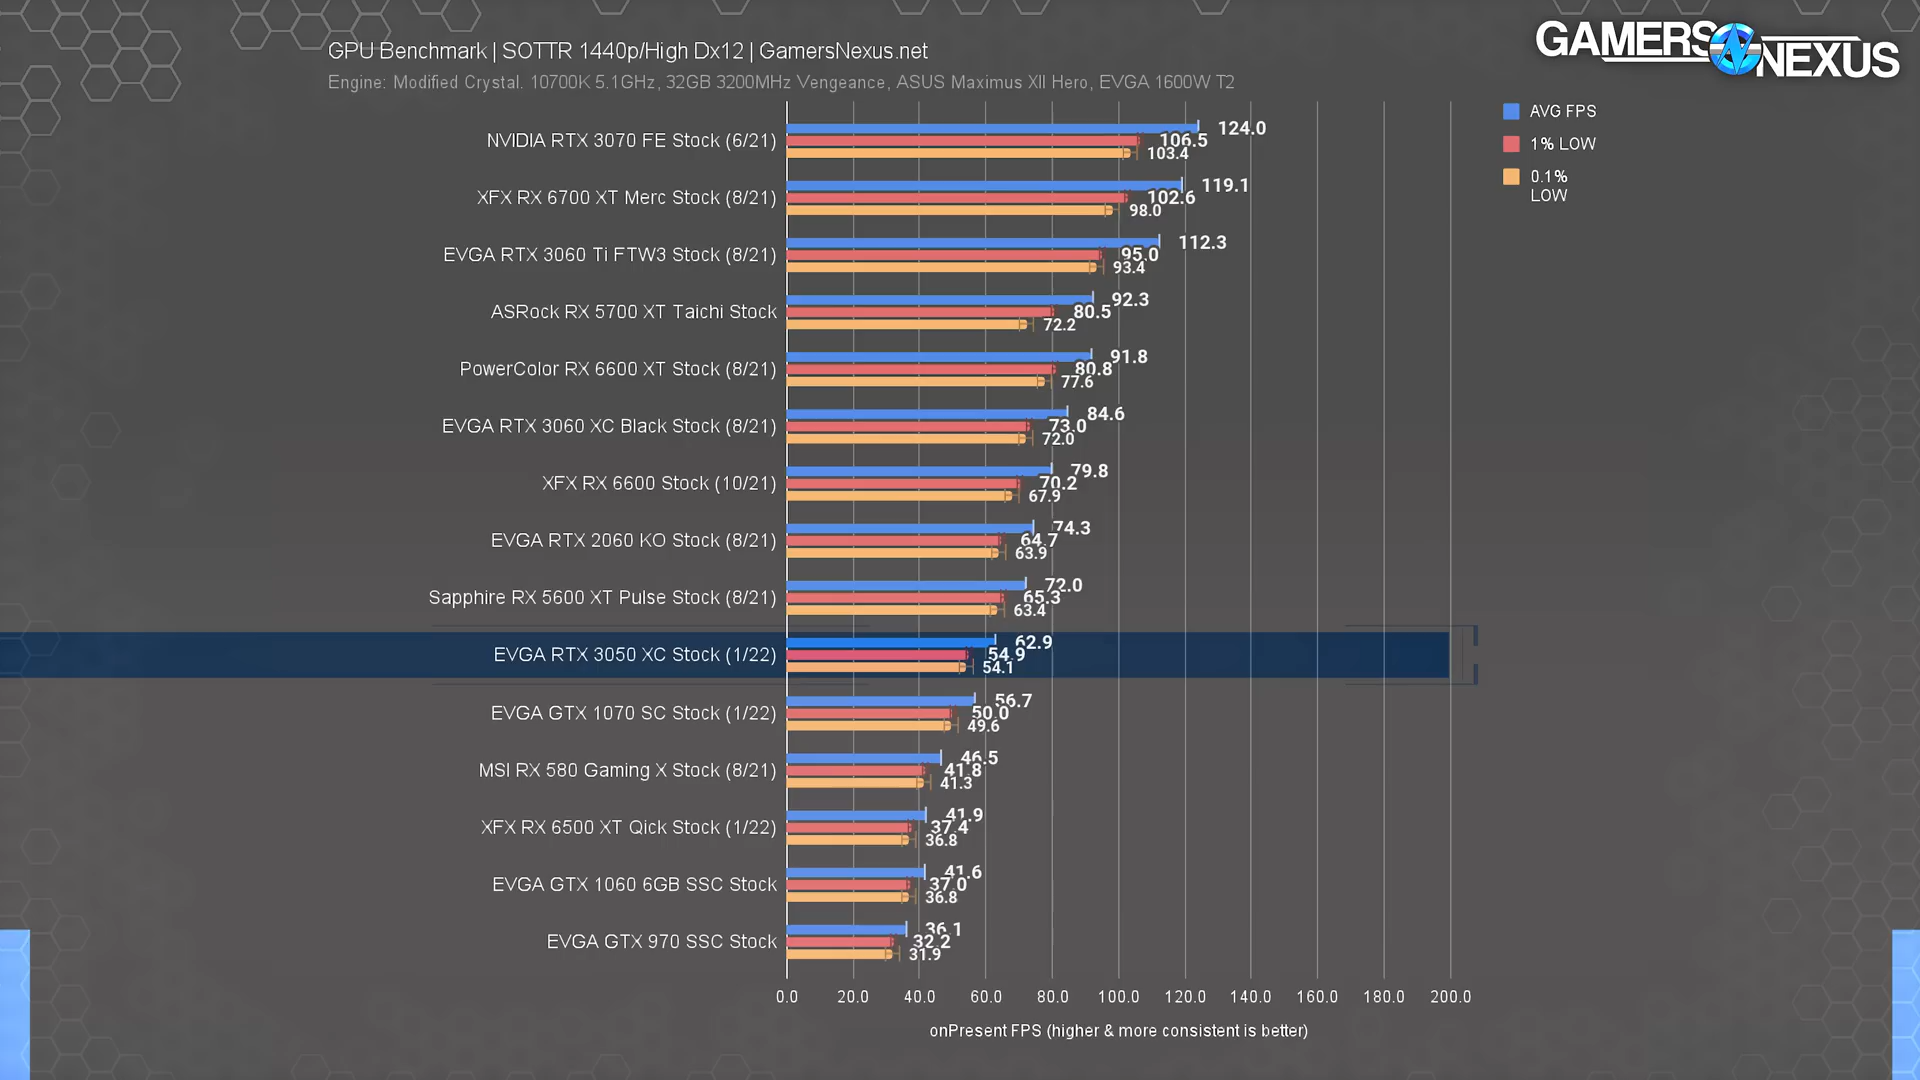 GAMERS NEXUS
GPU Benchmark | SOTTR 1440p/High Dx12 | GamersNexus.net
Engine: Modified Crystal. 10700K 5.1GHz, 32GB 3200MHz Vengeance, ASUS Maximus XII Hero, EVGA 1600W T2
AVG FPS
1% LOW
0.1%
LOW
NVIDIA RTX 3070 FE Stock (6/21)
124.0
106.5
103.4
XFX RX 6700 XT Merc Stock (8/21)
119.1
102.6
98.0
EVGA RTX 3060 Ti FTW3 Stock (8/21)
112.3
95.0
93.4
ASRock RX 5700 XT Taichi Stock
92.3
80.5
72.2
PowerColor RX 6600 XT Stock (8/21)
91.8
80.8
77.6
EVGA RTX 3060 XC Black Stock (8/21)
84.6
73.0
72.0
XFX RX 6600 Stock (10/21)
79.8
70.2
67.9
EVGA RTX 2060 KO Stock (8/21)
74.3
64.7
63.9
Sapphire RX 5600 XT Pulse Stock (8/21)
72.0
65.3
63.4
EVGA RTX 3050 XC Stock (1/22)
62.9
54.9
54.1
EVGA GTX 1070 SC Stock (1/22)
56.7
50.0
49.6
MSI RX 580 Gaming X Stock (8/21)
46.5
41.8
41.3
XFX RX 6500 XT Qick Stock (1/22)
41.9
37.4
36.8
EVGA GTX 1060 6GB SSC Stock
41.6
37.0
36.8
EVGA GTX 970 SSC Stock
36.1
32.2
31.9
0.0 20.0 40.0 60.0 80.0 100.0 120.0 140.0 160.0 180.0 200.0
onPresent FPS (higher & more consistent is better)